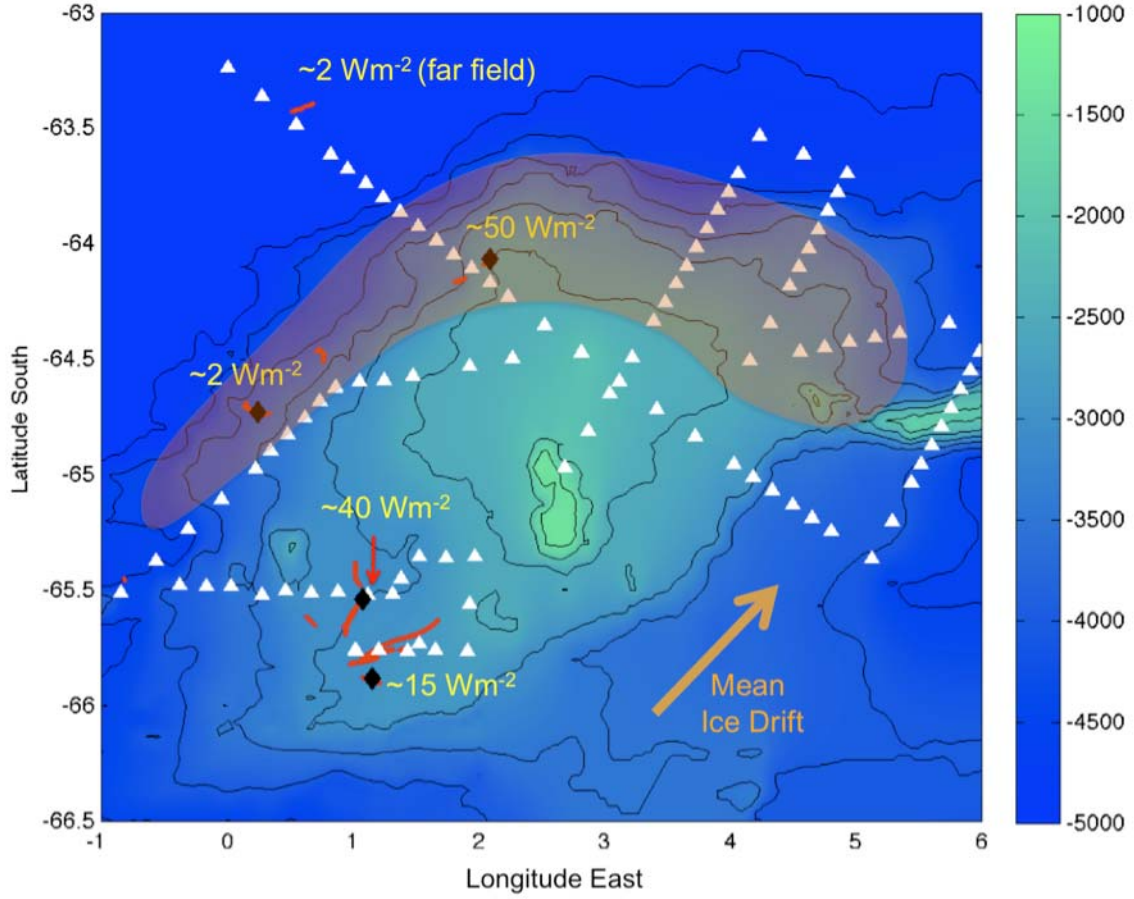 -63
-63.5
-64
-64.5
-65
-65.5
-66
-66.5
Latitude South
-1
0
1
2
3
4
5
6
Longitude East
~2 Wm⁻² (far field)
~50 Wm⁻²
~2 Wm⁻²
~40 Wm⁻²
~15 Wm⁻²
Mean
Ice Drift
-1000
-1500
-2000
-2500
-3000
-3500
-4000
-4500
-5000